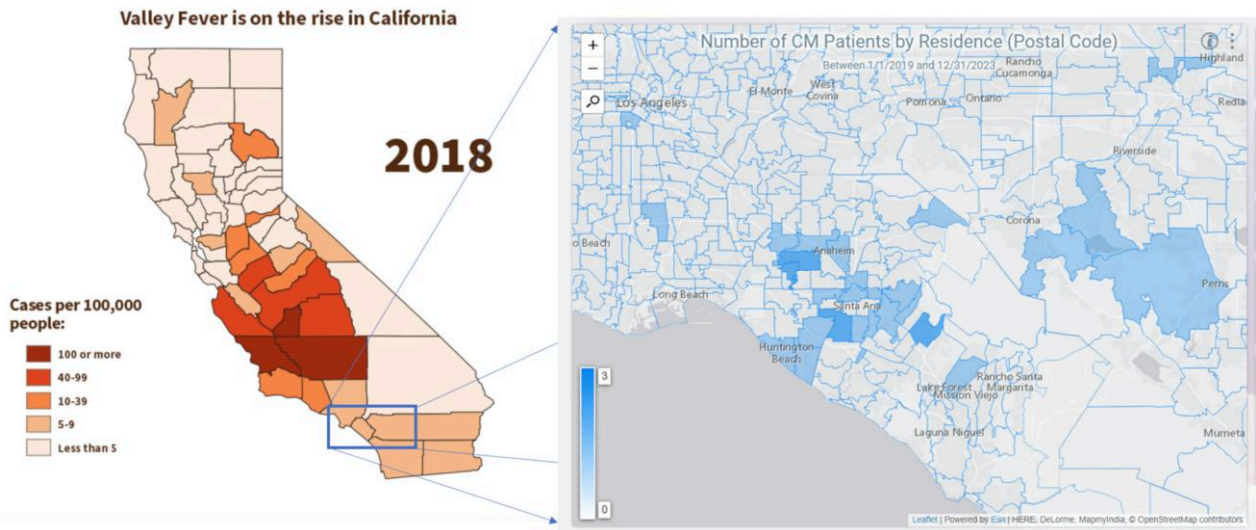 Valley Fever is on the rise in California
2018
Cases per 100,000
people:
100 or more
40-99
10-39
5-9
Less than 5
+
−
Number of CM Patients by Residence (Postal Code)
Between 1/1/2019 and 12/31/2023
Rancho
Cucamonga
Highland
Los Angeles
El Monte
West
Covina
Pomona
Ontario
Redla
Riverside
Corona
o Beach
Anaheim
Perris
Long Beach
Santa Ana
Huntington
Beach
Lake Forest
Rancho Santa
Margarita
Mission Viejo
Laguna Niguel
Murrieta
3
0
Leaflet | Powered by Esri | HERE, DeLorme, MapmyIndia, © OpenStreetMap contributors